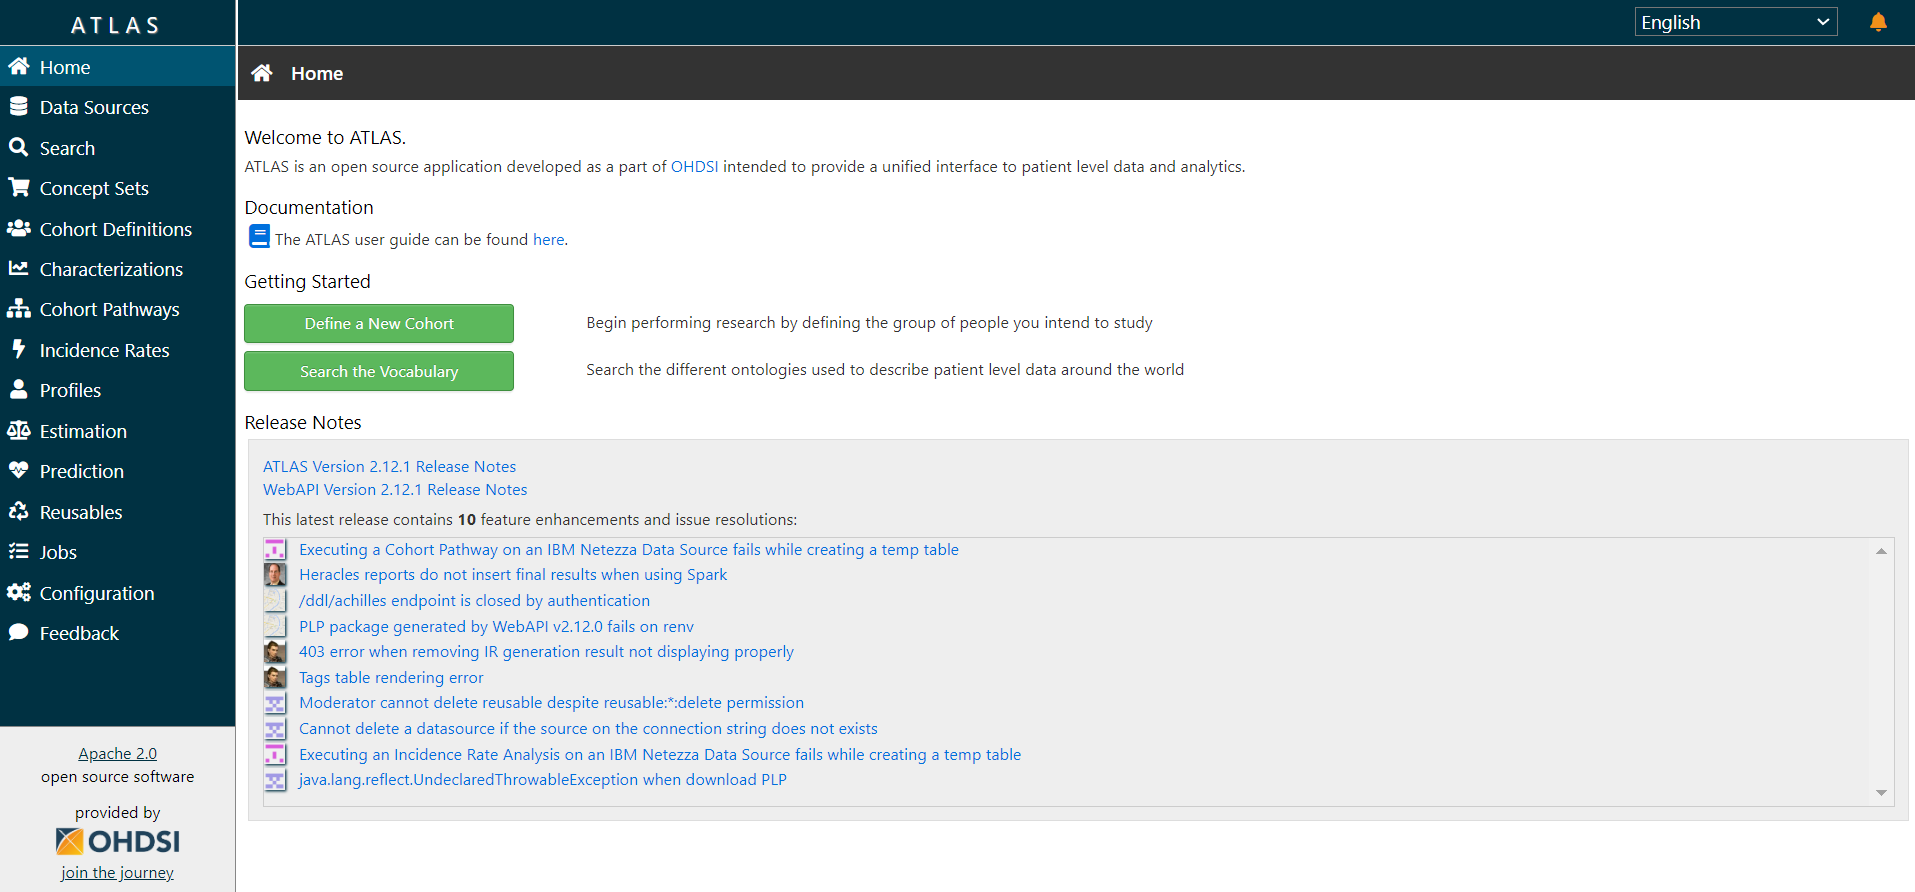 ATLAS
English
Home
Data Sources
Search
Concept Sets
Cohort Definitions
Characterizations
Cohort Pathways
Incidence Rates
Profiles
Estimation
Prediction
Reusables
Jobs
Configuration
Feedback
Apache 2.0
open source software
provided by
OHDSI
join the journey
Home
Welcome to ATLAS.
ATLAS is an open source application developed as a part of OHDSI intended to provide a unified interface to patient level data and analytics.
Documentation
The ATLAS user guide can be found here.
Getting Started
Define a New Cohort Begin performing research by defining the group of people you intend to study
Search the Vocabulary Search the different ontologies used to describe patient level data around the world
Release Notes
ATLAS Version 2.12.1 Release Notes
WebAPI Version 2.12.1 Release Notes
This latest release contains 10 feature enhancements and issue resolutions:
Executing a Cohort Pathway on an IBM Netezza Data Source fails while creating a temp table
Heracles reports do not insert final results when using Spark
/ddl/achilles endpoint is closed by authentication
PLP package generated by WebAPI v2.12.0 fails on renv
403 error when removing IR generation result not displaying properly
Tags table rendering error
Moderator cannot delete reusable despite reusable:*:delete permission
Cannot delete a datasource if the source on the connection string does not exists
Executing an Incidence Rate Analysis on an IBM Netezza Data Source fails while creating a temp table
java.lang.reflect.UndeclaredThrowableException when download PLP